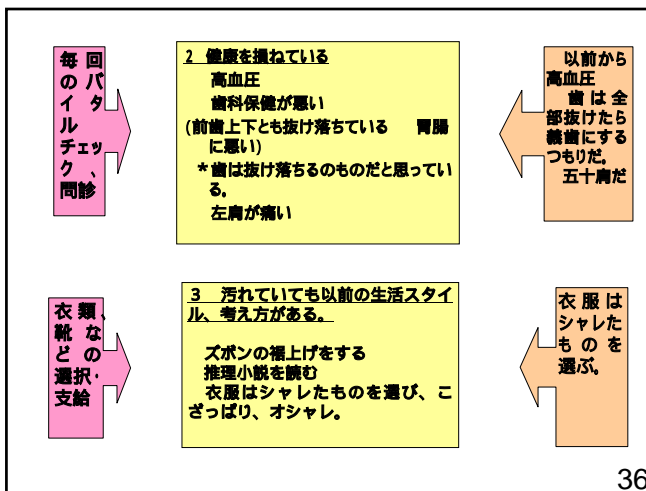 毎回
のバ
イタ
ル
チェッ
ク、
問診
2 健康を損ねている
高血圧
歯科保健が悪い
(前歯上下とも抜け落ちている 胃腸
に悪い)
*歯は抜け落ちるのものだと思ってい
る。
左肩が痛い
以前から
高血圧
歯は全
部抜けたら
義歯にする
つもりだ。
五十肩だ
衣類、
靴な
どの
選択・
支給
3 汚れていても以前の生活スタイ
ル、考え方がある。
ズボンの裾上げをする
推理小説を読む
衣服はシャレたものを選び、こ
ざっぱり、オシャレ。
衣服は
シャレた
ものを
選ぶ。
36